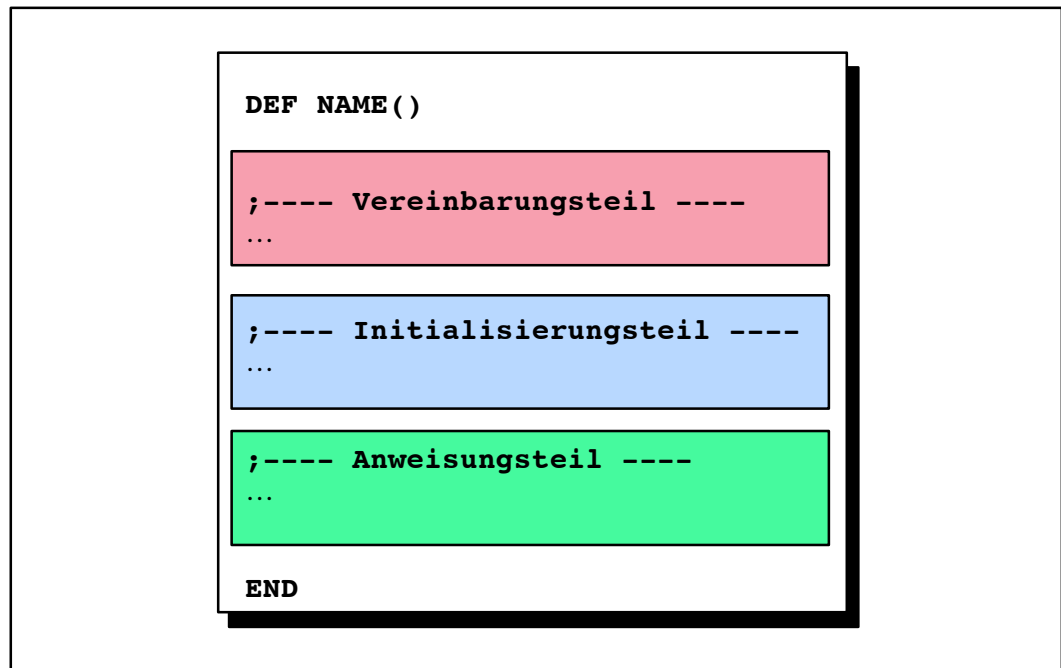 DEF NAME()
;---- Vereinbarungsteil ----
...
;---- Initialisierungsteil ----
...
;---- Anweisungsteil ----
...
END